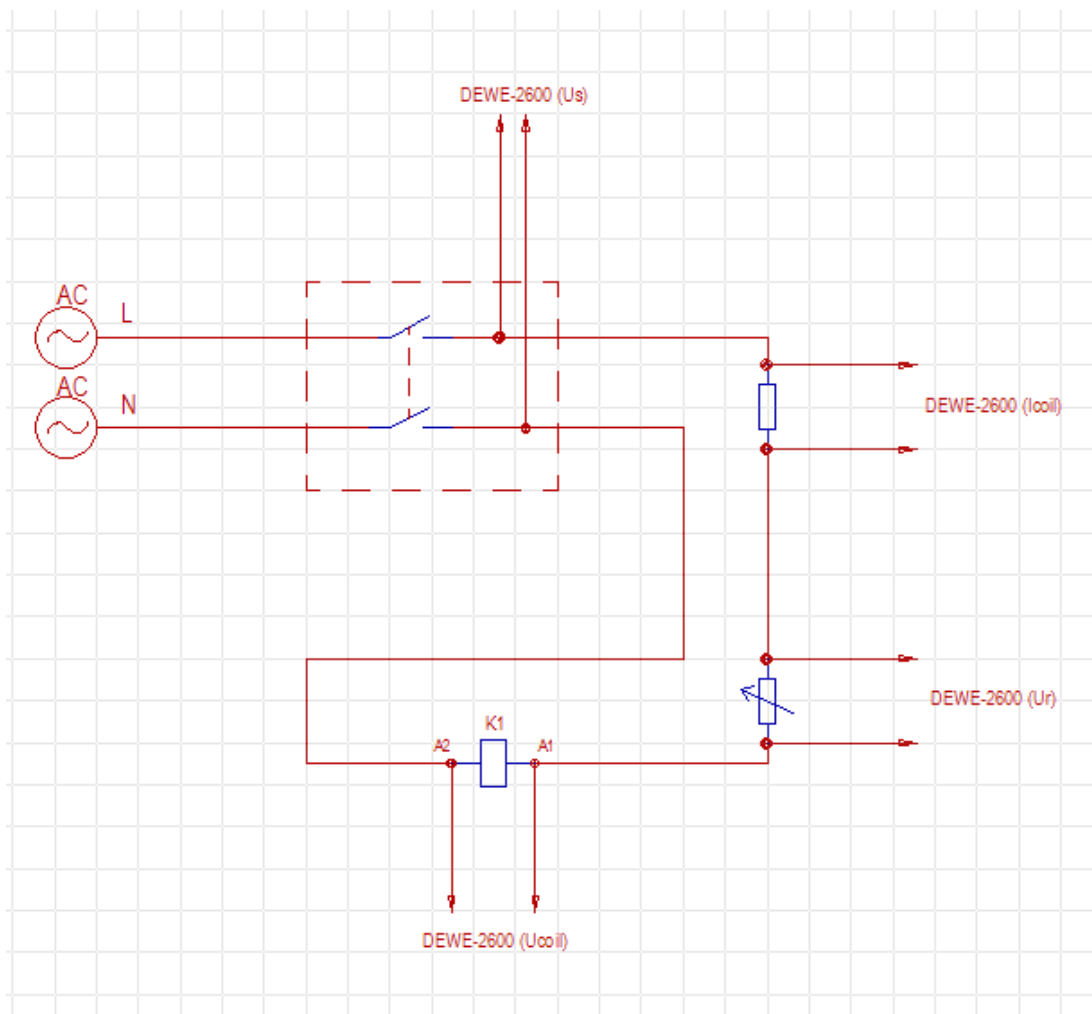 DEWE-2600 (Us)
AC
L
AC
N
DEWE-2600 (Icoil)
DEWE-2600 (Ur)
K1
A2
A1
DEWE-2600 (Ucoil)